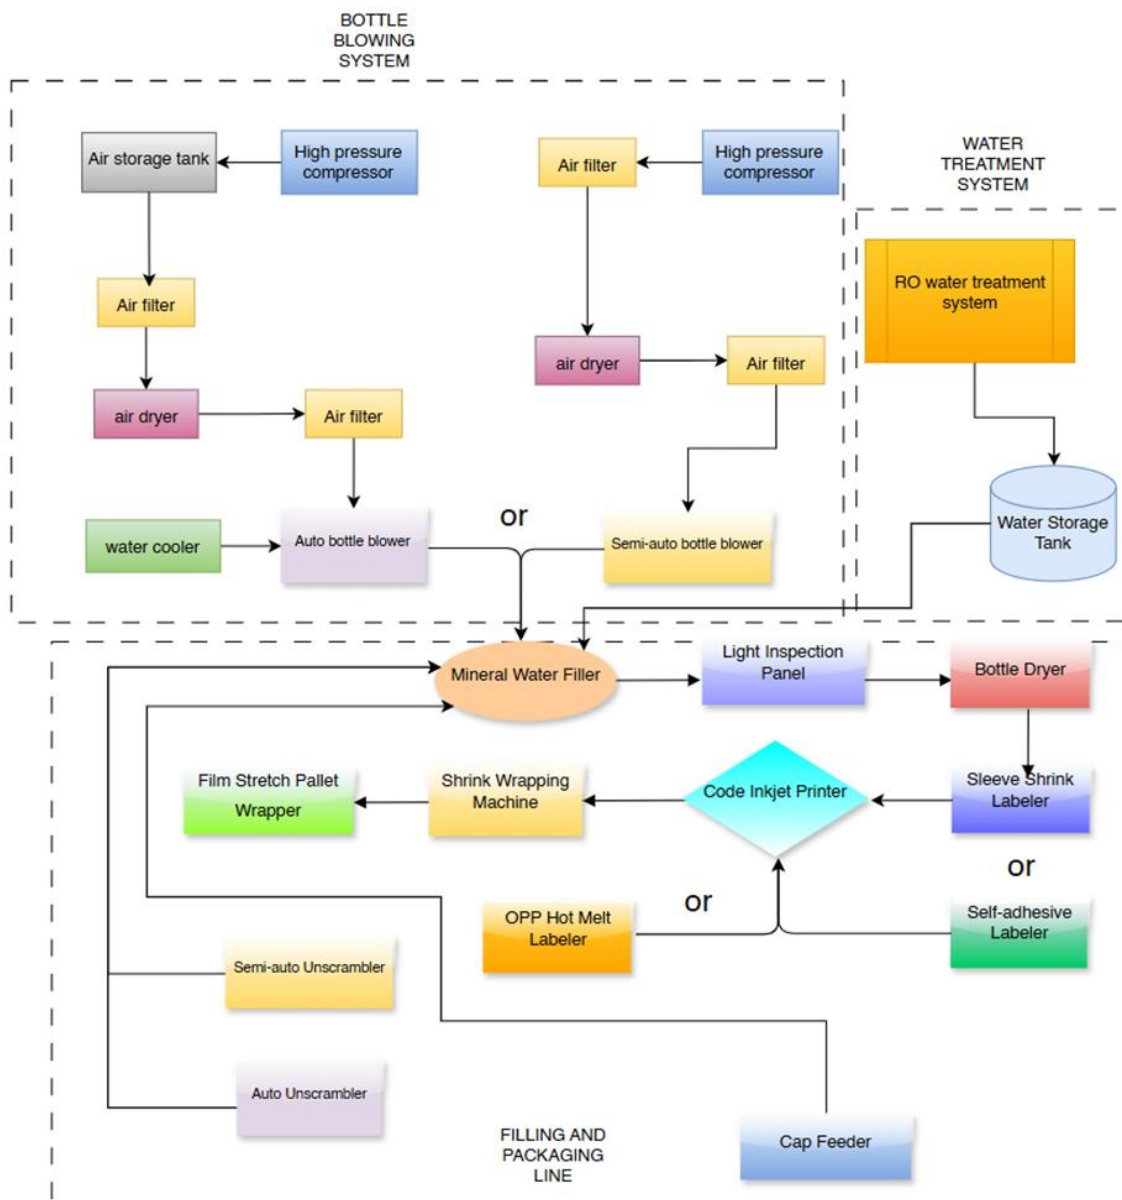 BOTTLE
BLOWING
SYSTEM
Air storage tank
High pressure
compressor
Air filter
High pressure
compressor
WATER
TREATMENT
SYSTEM
Air filter
air dryer
Air filter
RO water treatment
system
air dryer
Air filter
water cooler
Auto bottle blower
or
Semi-auto bottle blower
Water Storage
Tank
Mineral Water Filler
Light Inspection
Panel
Bottle Dryer
Film Stretch Pallet
Wrapper
Shrink Wrapping
Machine
Code Inkjet Printer
Sleeve Shrink
Labeler
or
OPP Hot Melt
Labeler
or
Self-adhesive
Labeler
Semi-auto Unscrambler
Auto Unscrambler
FILLING AND
PACKAGING
LINE
Cap Feeder